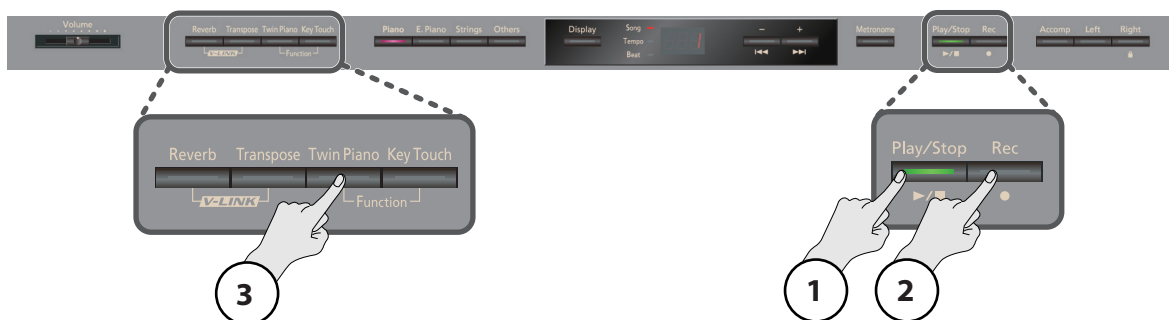 Volume
Reverb Transpose Twin Piano Key Touch
V-LINK Function
Piano E. Piano Strings Others
Display
Song
Tempo
Beat
1
− +
Metronome
Play/Stop Rec
Accomp Left Right
Reverb Transpose Twin Piano Key Touch
V-LINK Function
Play/Stop Rec
3
1
2